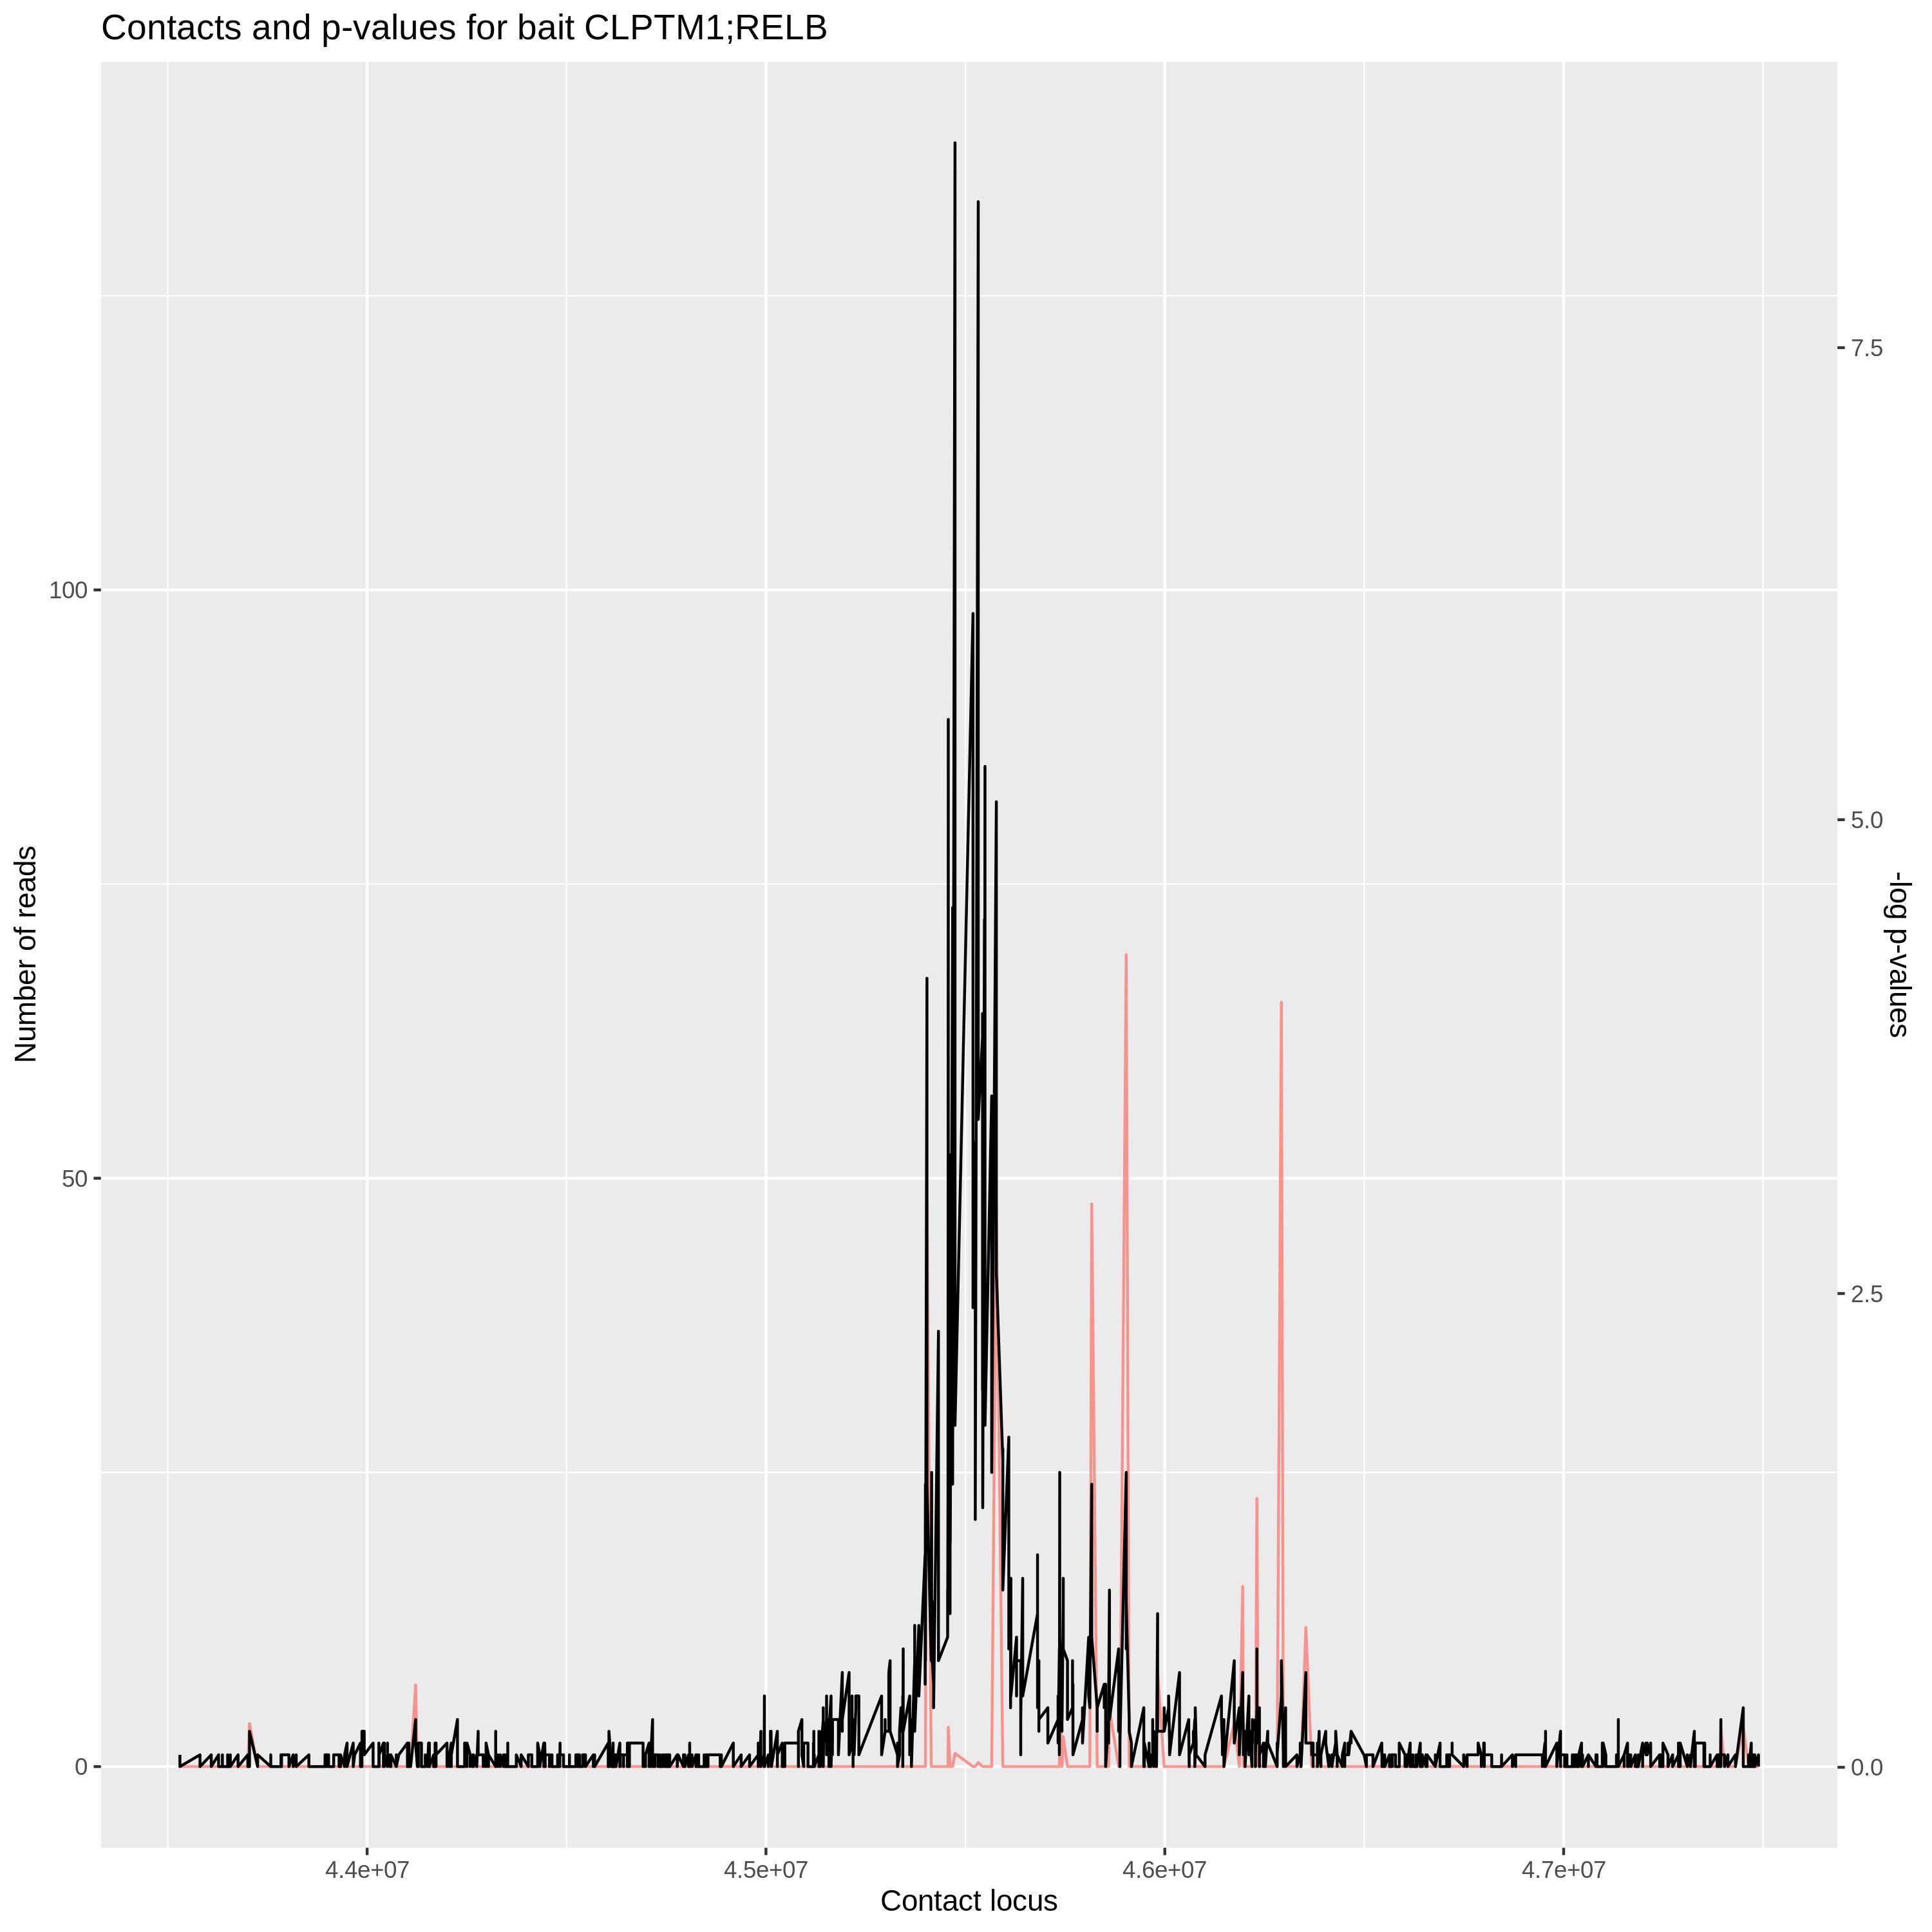 Contacts and p-values for bait CLPTM1;RELB
100
50
0
Number of reads
7.5
5.0
2.5
0.0
-log p-values
4.4e+07
4.5e+07
4.6e+07
4.7e+07
Contact locus